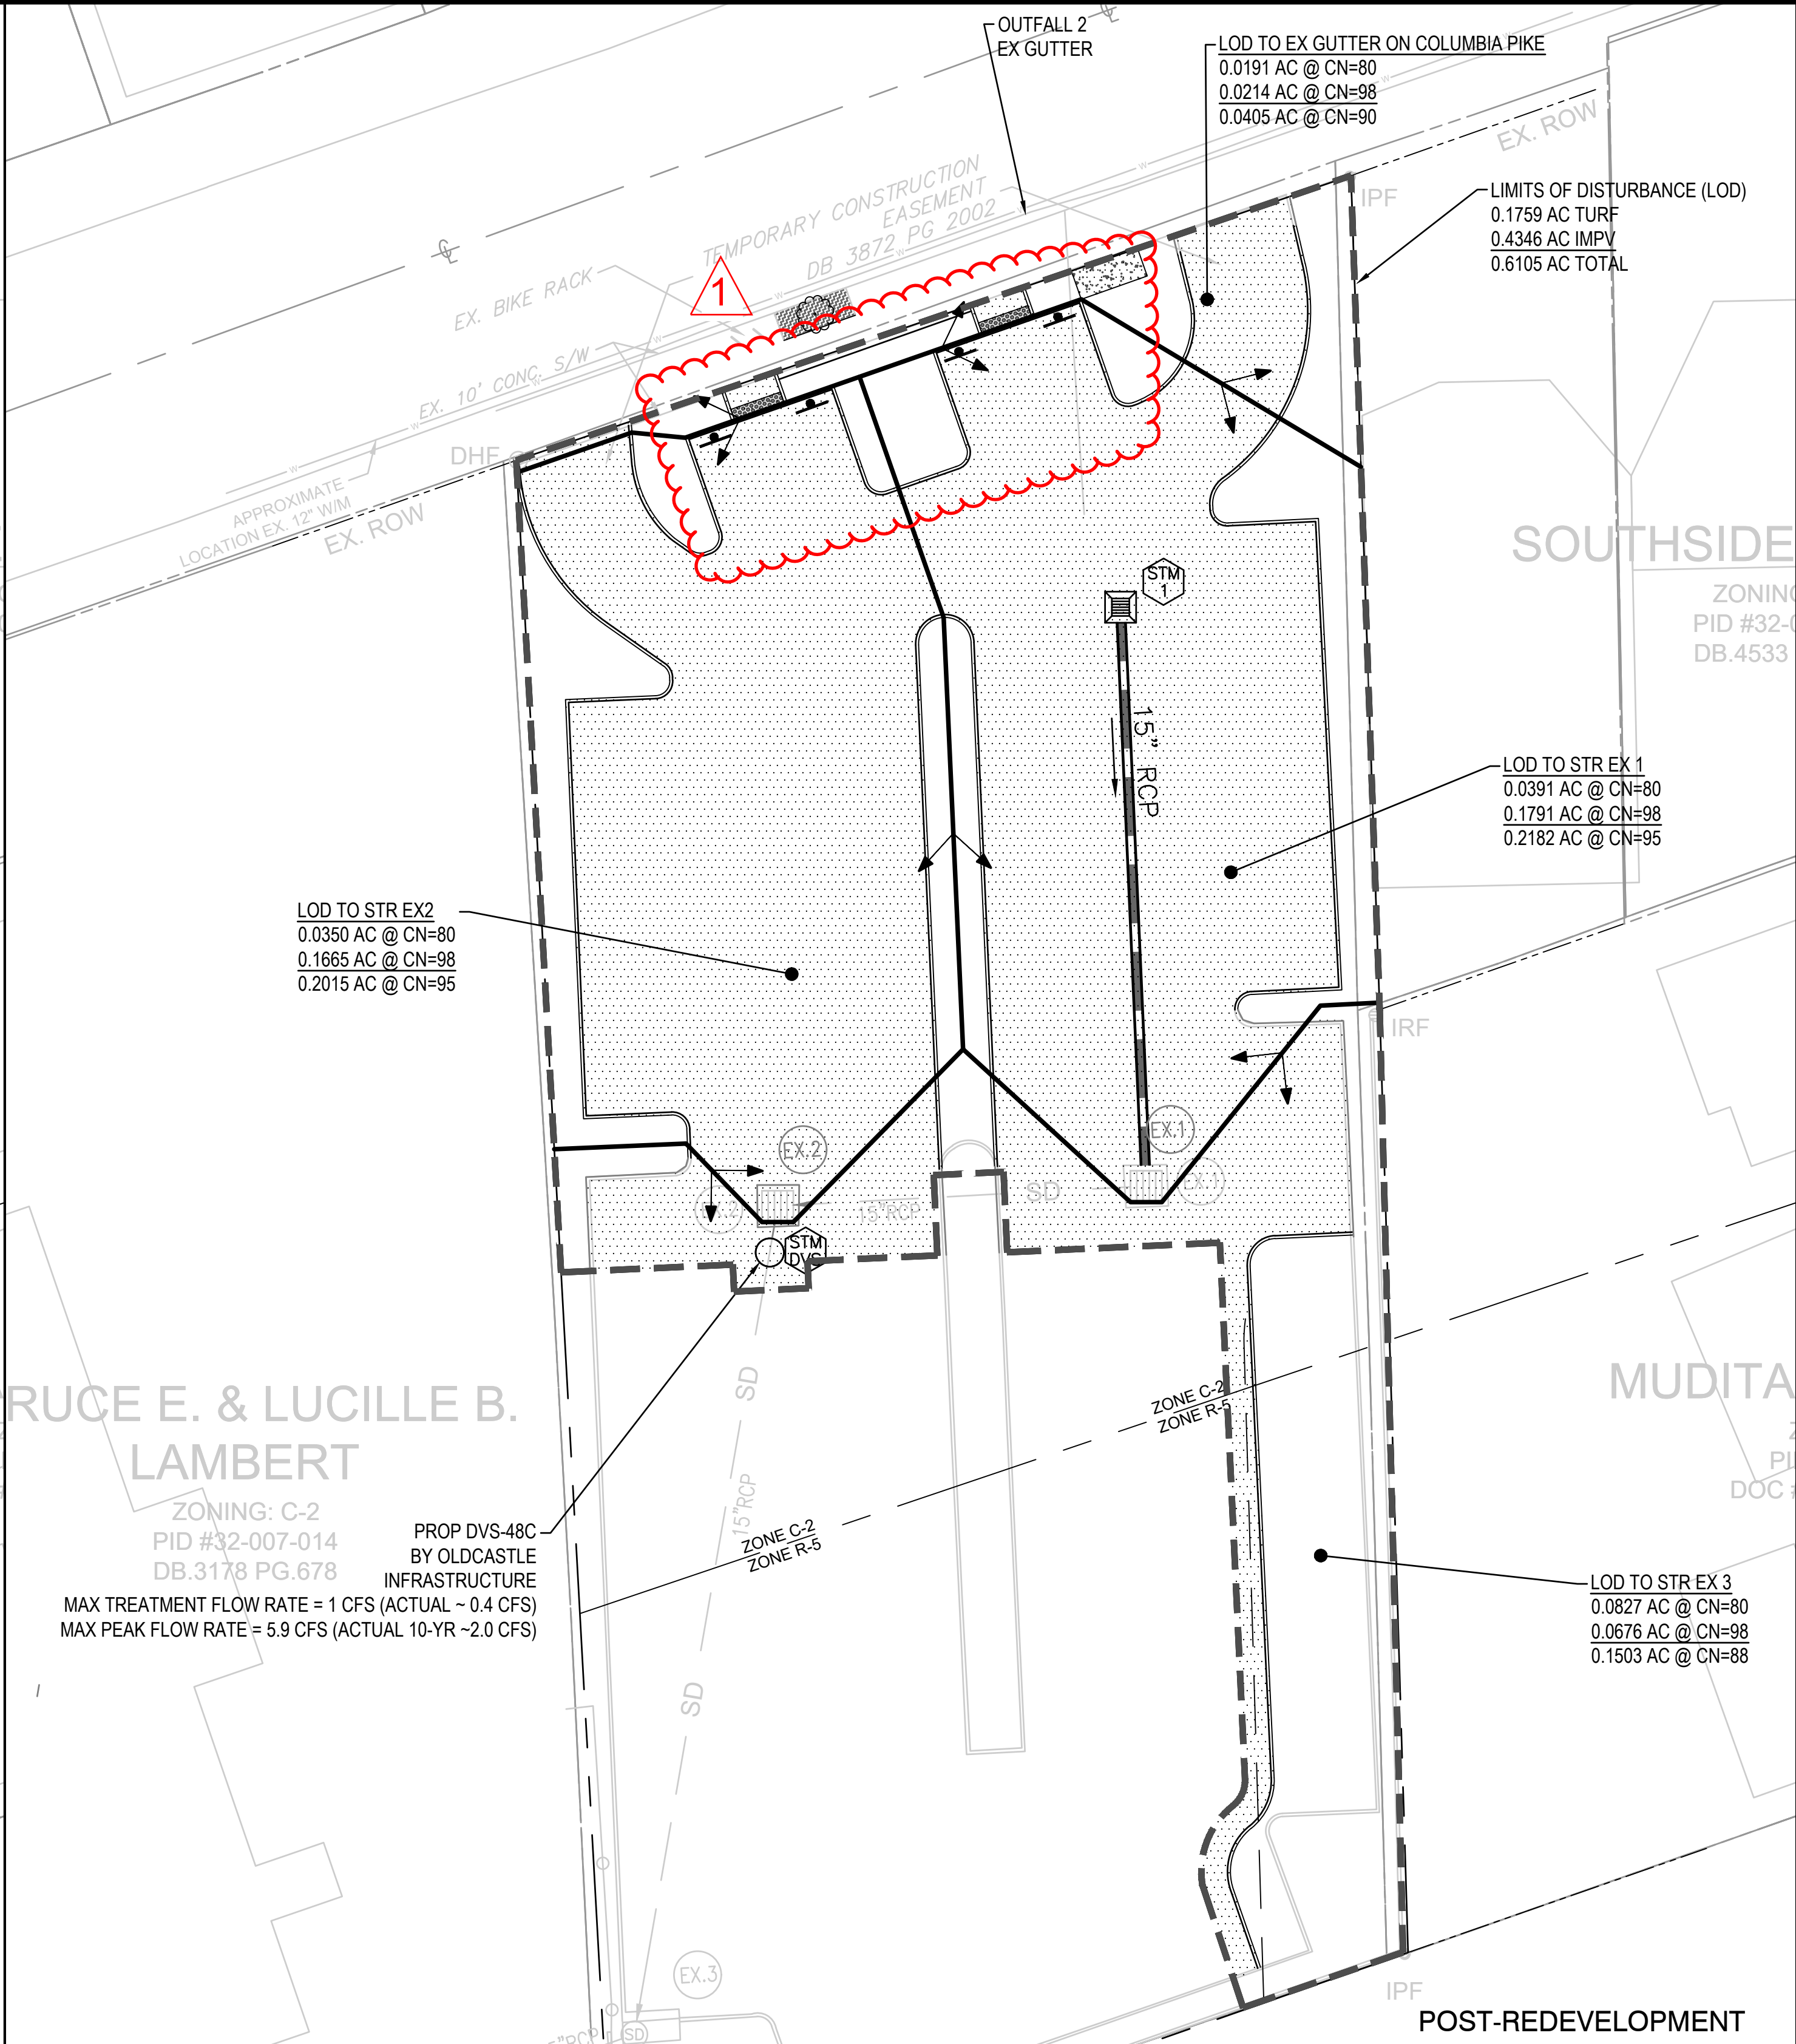 OUTFALL 2
EX GUTTER
LOD TO EX GUTTER ON COLUMBIA PIKE
0.0191 AC @ CN=80
0.0214 AC @ CN=98
0.0405 AC @ CN=90
EX. ROW
IPF
LIMITS OF DISTURBANCE (LOD)
0.1759 AC TURF
0.4346 AC IMPV
0.6105 AC TOTAL
TEMPORARY CONSTRUCTION
EASEMENT
DB 3872 PG 2002
1
EX. BIKE RACK
EX. 10' CONC. S/W
DHF
APPROXIMATE
LOCATION EX. 12" W/M
EX. ROW
SOUTHSIDE
ZONING
PID #32-0
DB.4533
STM
1
15" RCP
LOD TO STR EX 1
0.0391 AC @ CN=80
0.1791 AC @ CN=98
0.2182 AC @ CN=95
LOD TO STR EX2
0.0350 AC @ CN=80
0.1665 AC @ CN=98
0.2015 AC @ CN=95
IRF
EX.2
EX.1
SD
15"RCP
STM
DVS
SD
15"RCP
SD
ZONE C-2
ZONE R-5
ZONE C-2
ZONE R-5
RUCE E. & LUCILLE B.
LAMBERT
ZONING: C-2
PID #32-007-014
DB.3178 PG.678
MUDITA
DOC #
PROP DVS-48C
BY OLDCASTLE
INFRASTRUCTURE
MAX TREATMENT FLOW RATE = 1 CFS (ACTUAL ~ 0.4 CFS)
MAX PEAK FLOW RATE = 5.9 CFS (ACTUAL 10-YR ~2.0 CFS)
LOD TO STR EX 3
0.0827 AC @ CN=80
0.0676 AC @ CN=98
0.1503 AC @ CN=88
EX.3
SD
"RCP
IPF
POST-REDEVELOPMENT